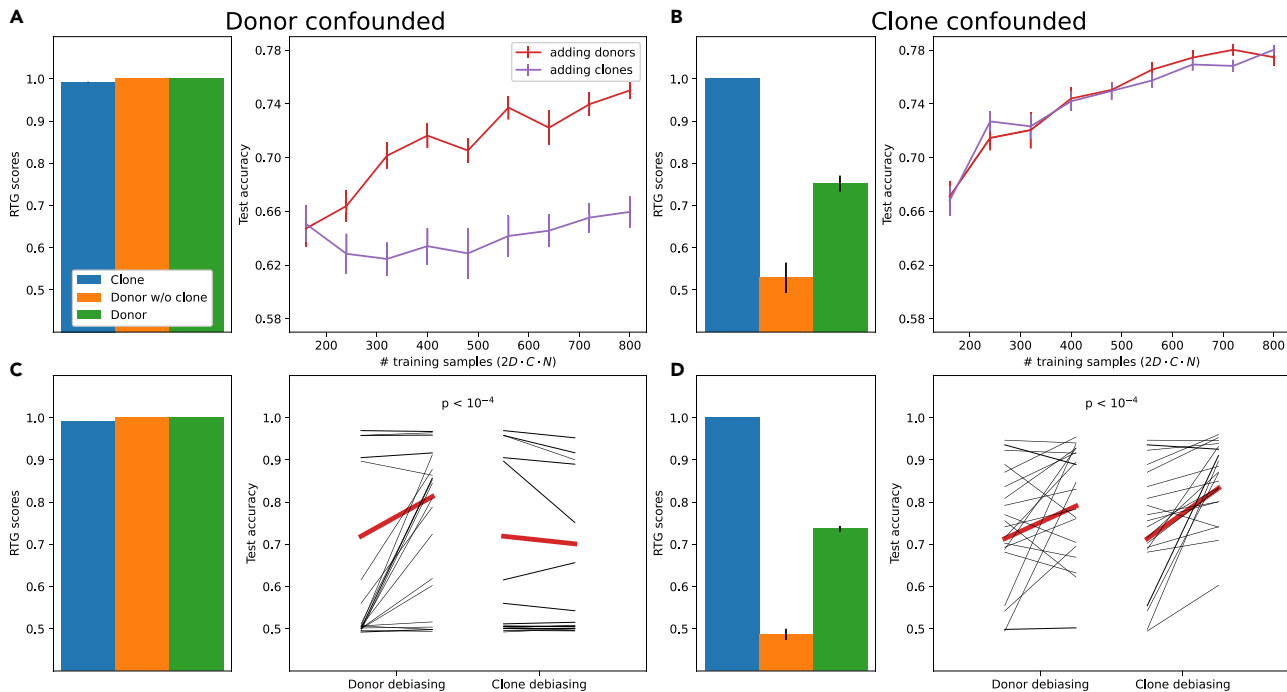 A
Donor confounded
B
Clone confounded
RTG scores
1.0
0.9
0.8
0.7
0.6
0.5
Clone
Donor w/o clone
Donor
Test accuracy
0.78
0.74
0.70
0.66
0.62
0.58
adding donors
adding clones
200 300 400 500 600 700 800
# training samples (2D · C · N)
RTG scores
1.0
0.9
0.8
0.7
0.6
0.5
Test accuracy
0.78
0.74
0.70
0.66
0.62
0.58
200 300 400 500 600 700 800
# training samples (2D · C · N)
C
RTG scores
1.0
0.9
0.8
0.7
0.6
0.5
Test accuracy
1.0
0.9
0.8
0.7
0.6
0.5
p < 10⁻⁴
Donor debiasing Clone debiasing
D
RTG scores
1.0
0.9
0.8
0.7
0.6
0.5
Test accuracy
1.0
0.9
0.8
0.7
0.6
0.5
p < 10⁻⁴
Donor debiasing Clone debiasing